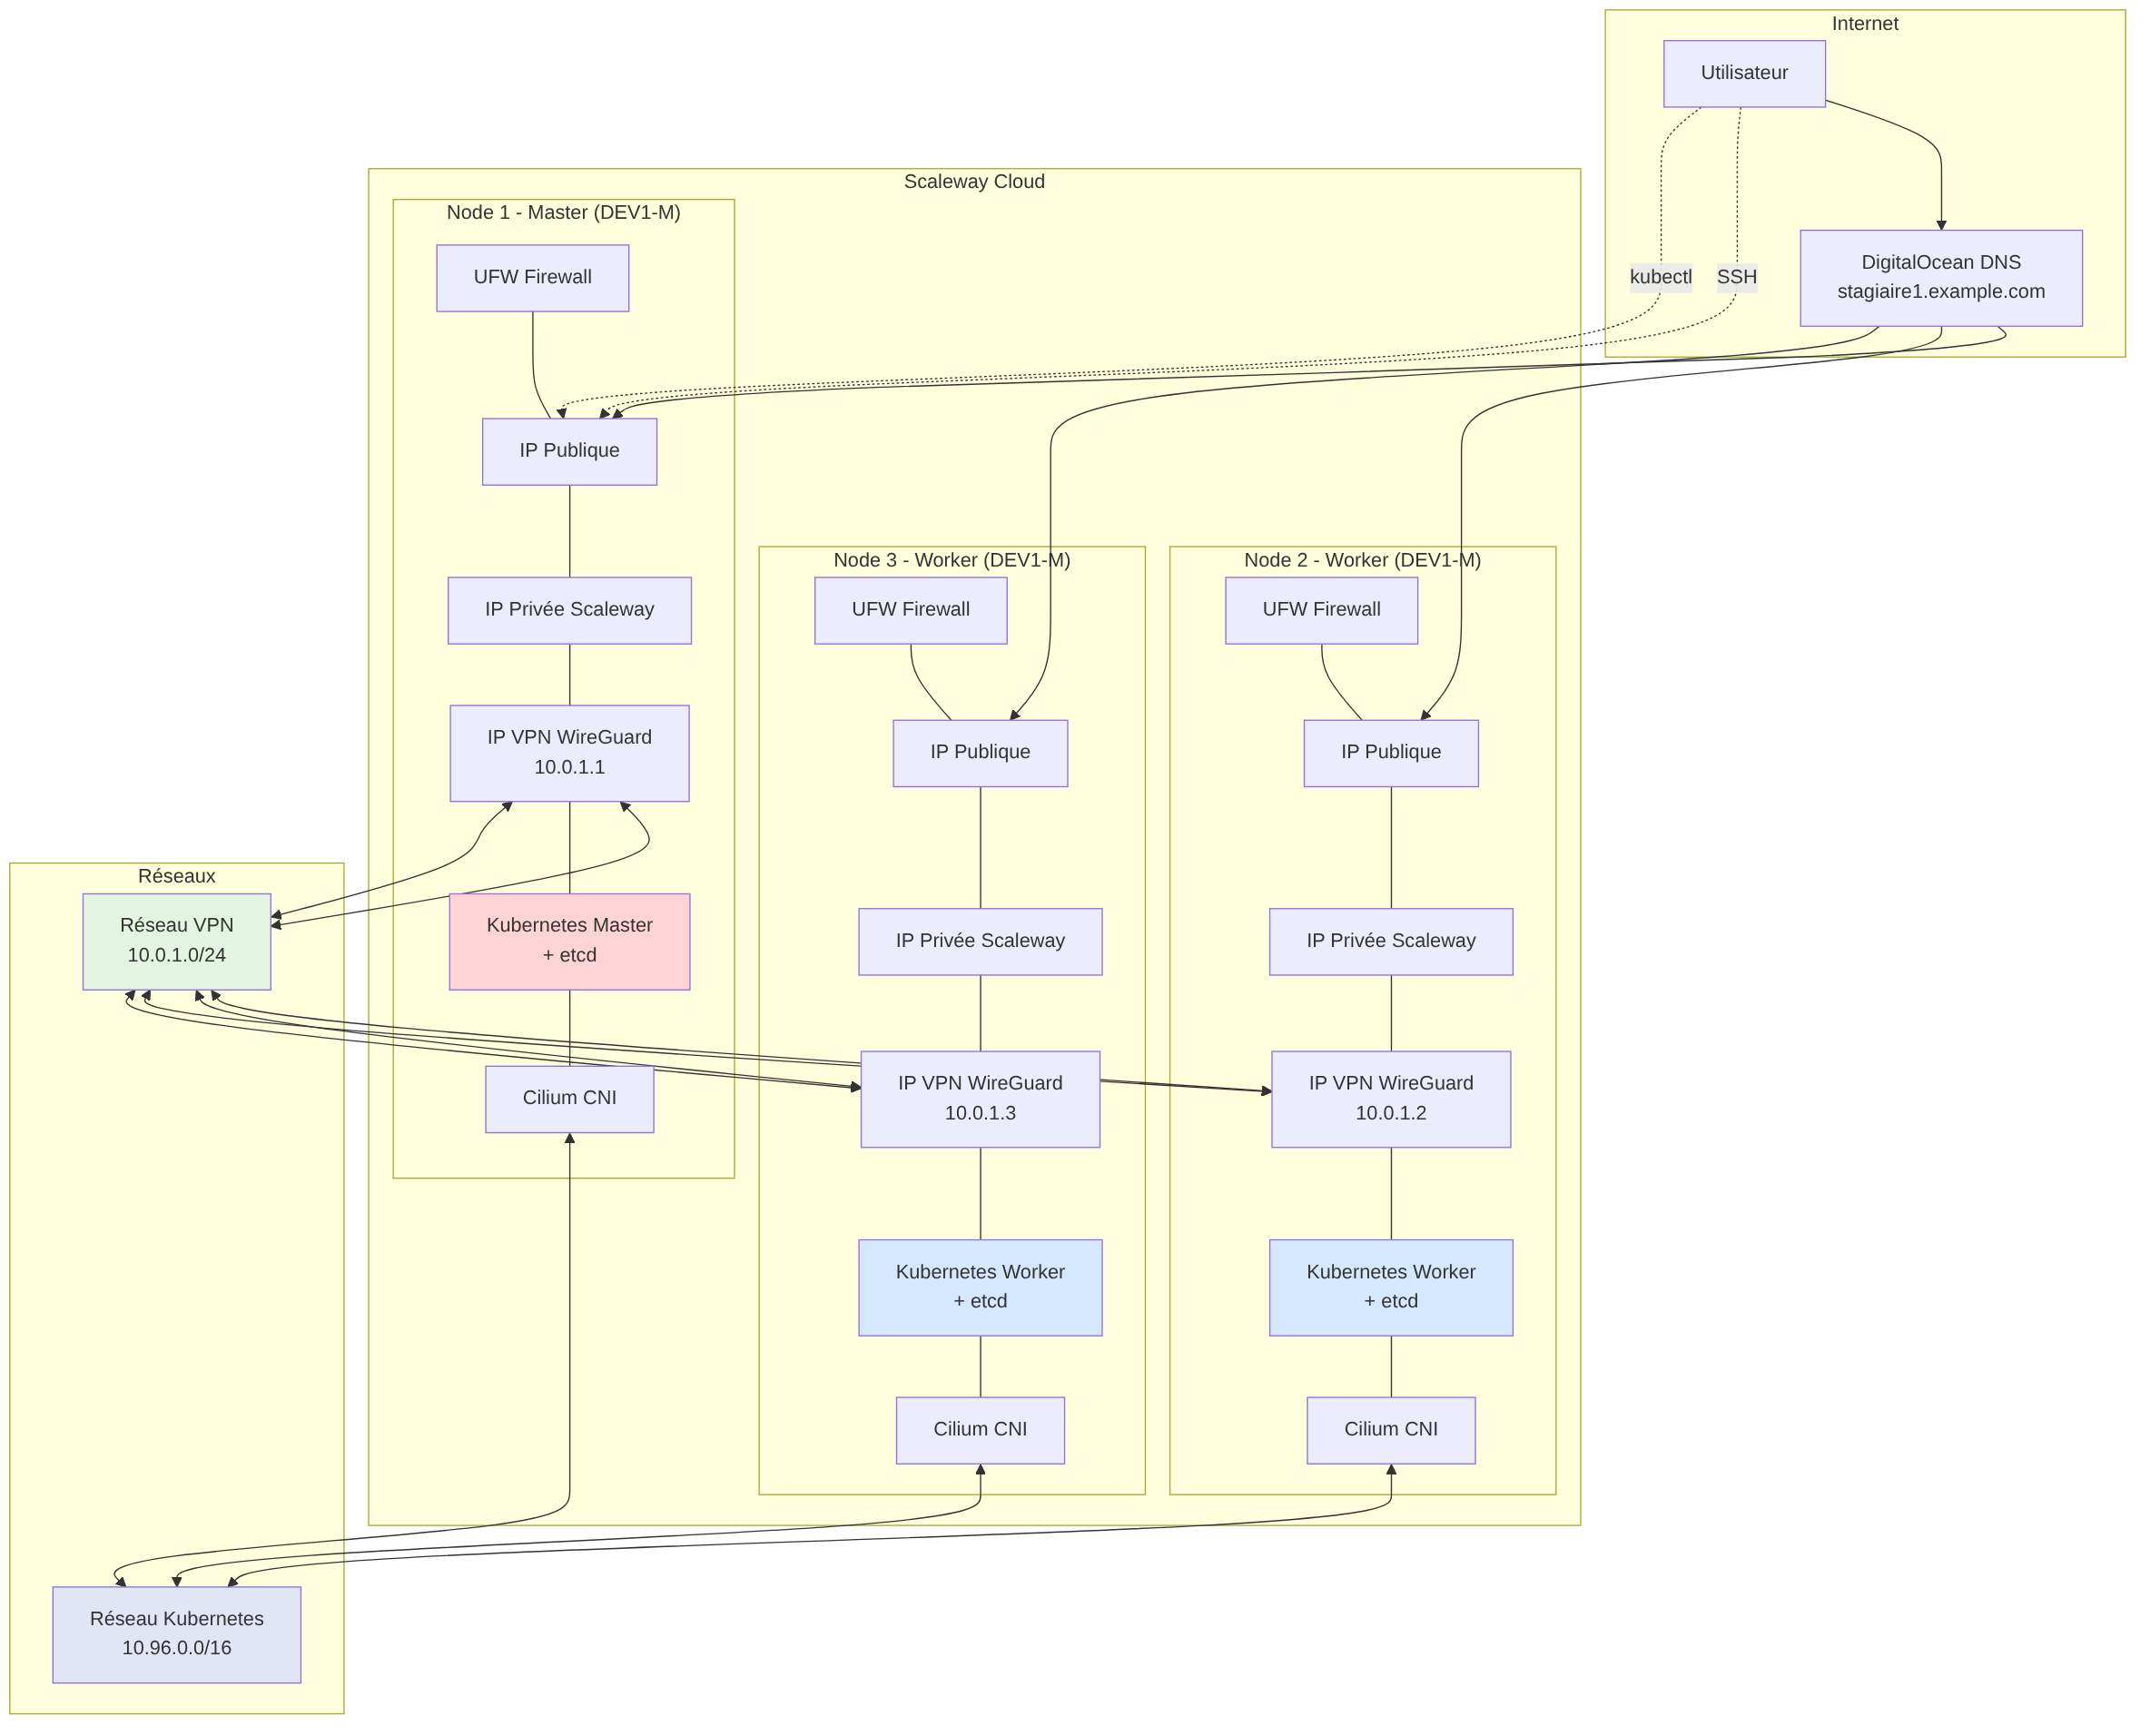 Internet
Utilisateur
kubectl
SSH
DigitalOcean DNS
stagiaire1.example.com
Scaleway Cloud
Node 1 - Master (DEV1-M)
UFW Firewall
IP Publique
IP Privée Scaleway
IP VPN WireGuard
10.0.1.1
Kubernetes Master
+ etcd
Cilium CNI
Node 3 - Worker (DEV1-M)
UFW Firewall
IP Publique
IP Privée Scaleway
IP VPN WireGuard
10.0.1.3
Kubernetes Worker
+ etcd
Cilium CNI
Node 2 - Worker (DEV1-M)
UFW Firewall
IP Publique
IP Privée Scaleway
IP VPN WireGuard
10.0.1.2
Kubernetes Worker
+ etcd
Cilium CNI
Réseaux
Réseau VPN
10.0.1.0/24
Réseau Kubernetes
10.96.0.0/16